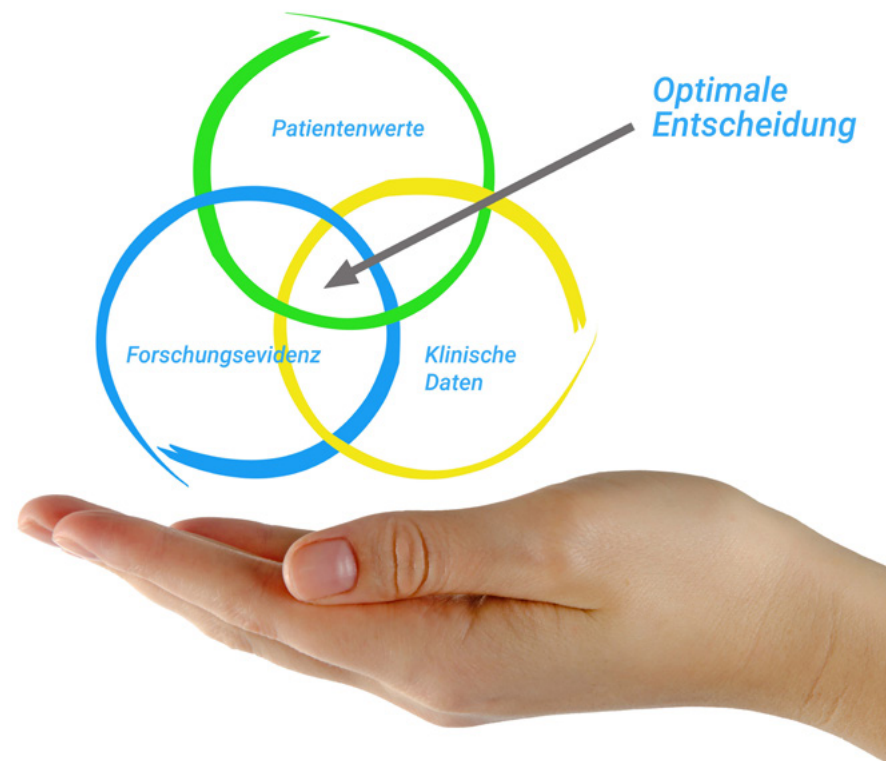 Optimale
Entscheidung
Patientenwerte
Forschungsevidenz
Klinische
Daten